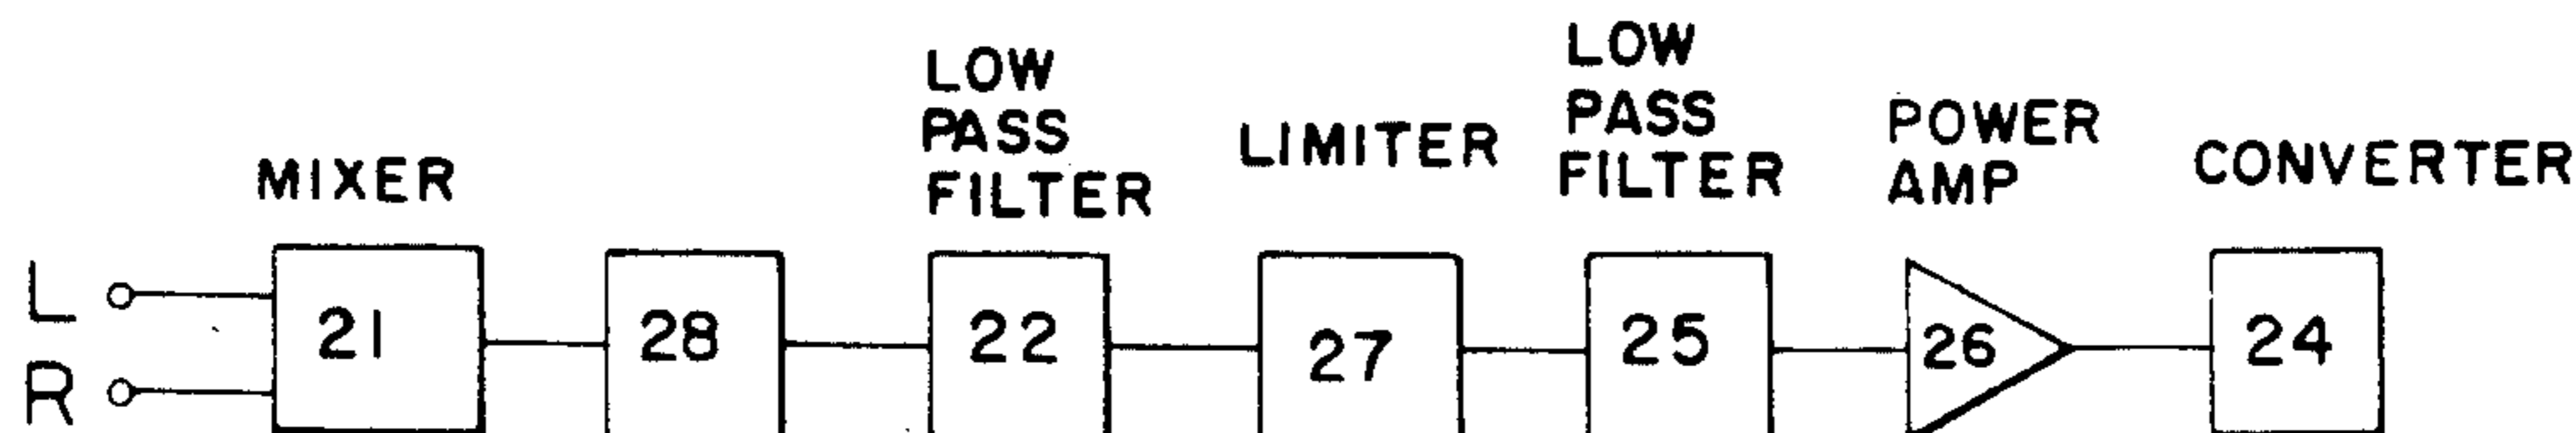 MIXER
LOW
PASS
FILTER
LIMITER
LOW
PASS
FILTER
POWER
AMP
CONVERTER
L
R
21
28
22
27
25
26
24